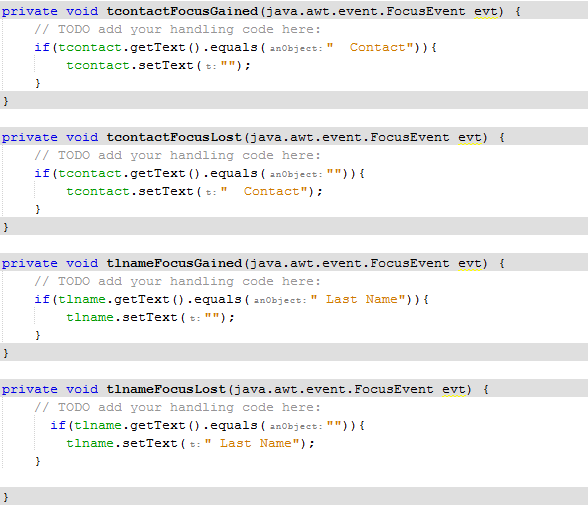 private void tcontactFocusGained(java.awt.event.FocusEvent evt) {
    // TODO add your handling code here:
    if(tcontact.getText().equals(anObject: "  Contact")){
        tcontact.setText(t: "");
    }
}
private void tcontactFocusLost(java.awt.event.FocusEvent evt) {
    // TODO add your handling code here:
    if(tcontact.getText().equals(anObject: "")){
        tcontact.setText(t: "  Contact");
    }
}
private void tlnameFocusGained(java.awt.event.FocusEvent evt) {
    // TODO add your handling code here:
    if(tlname.getText().equals(anObject: " Last Name")){
        tlname.setText(t: "");
    }
}
private void tlnameFocusLost(java.awt.event.FocusEvent evt) {
    // TODO add your handling code here:
      if(tlname.getText().equals(anObject: "")){
        tlname.setText(t: " Last Name");
    }
}